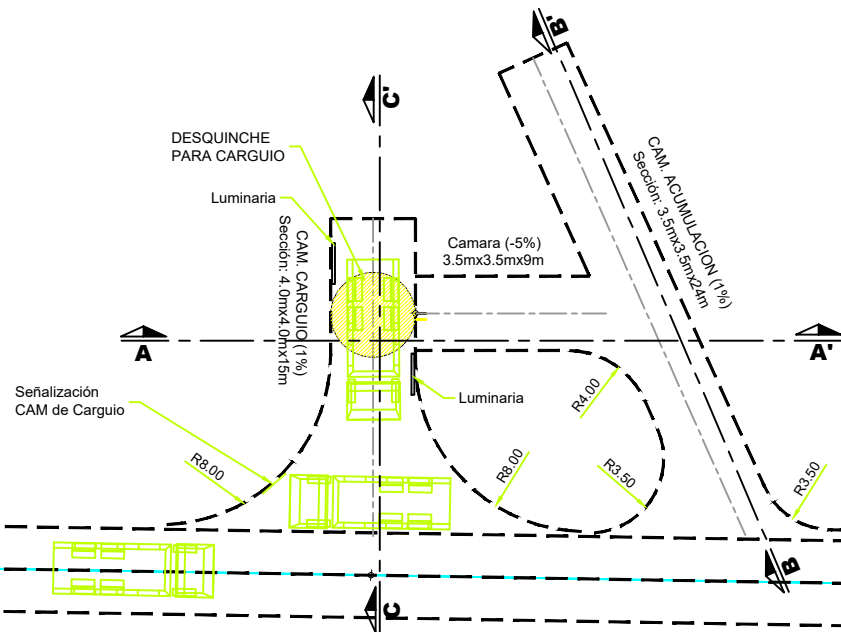 B'
C'
DESQUINCHE
PARA CARGUIO
Luminaria
CAM. CARGUIO (1%)
Sección: 4.0mx4.0mx15m
Camara (-5%)
3.5mx3.5mx9m
CAM. ACUMULACION (1%)
Sección: 3.5mx3.5mx24m
A
A'
Señalización
CAM de Carguio
Luminaria
R4.00
R8.00
R8.00
R3.50
R3.50
B
C